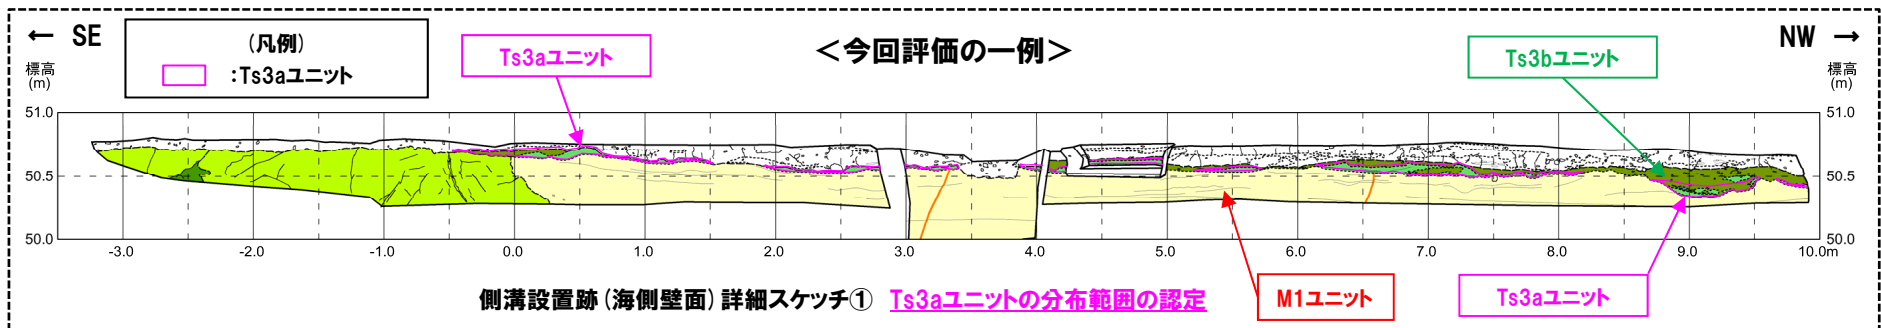 ← SE
NW →
(凡例)
:Ts3aユニット
<今回評価の一例>
Ts3aユニット
Ts3bユニット
標高
(m)
標高
(m)
51.0
51.0
50.5
50.5
50.0
50.0
-3.0 -2.0 -1.0 0.0 1.0 2.0 3.0 4.0 5.0 6.0 7.0 8.0 9.0 10.0m
側溝設置跡(海側壁面)詳細スケッチ① Ts3aユニットの分布範囲の認定
M1ユニット
Ts3aユニット